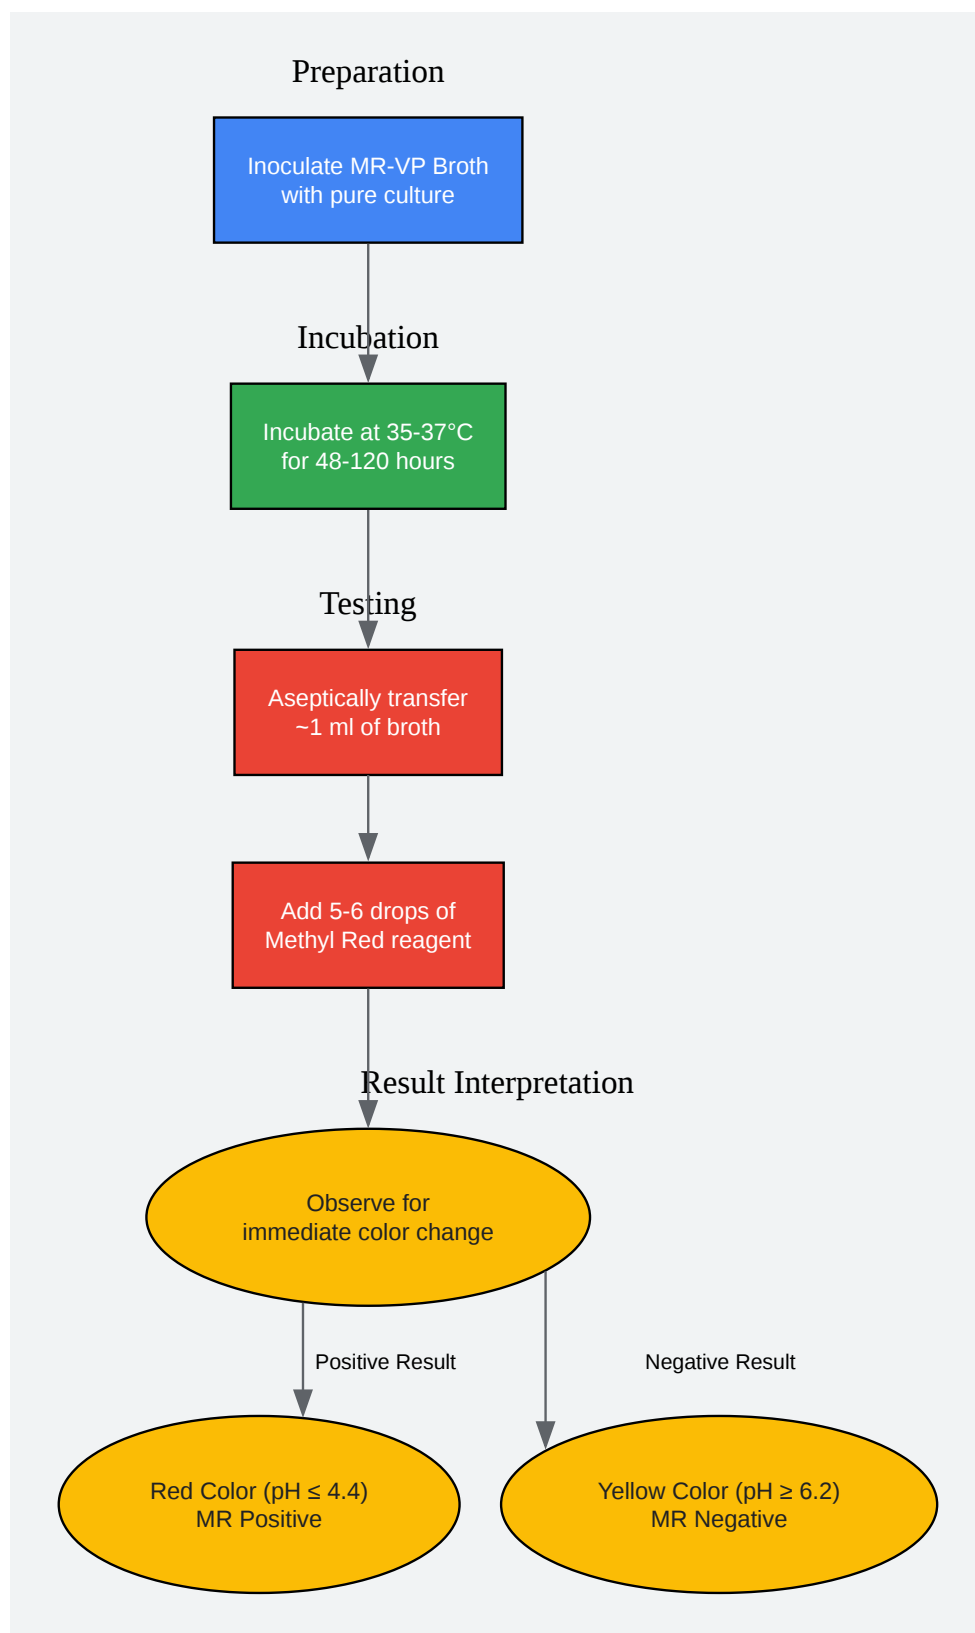 Preparation
Inoculate MR-VP Broth
with pure culture
Incubation
Incubate at 35-37°C
for 48-120 hours
Testing
Aseptically transfer
~1 ml of broth
Add 5-6 drops of
Methyl Red reagent
Result Interpretation
Observe for
immediate color change
Positive Result
Negative Result
Red Color (pH ≤ 4.4)
MR Positive
Yellow Color (pH ≥ 6.2)
MR Negative